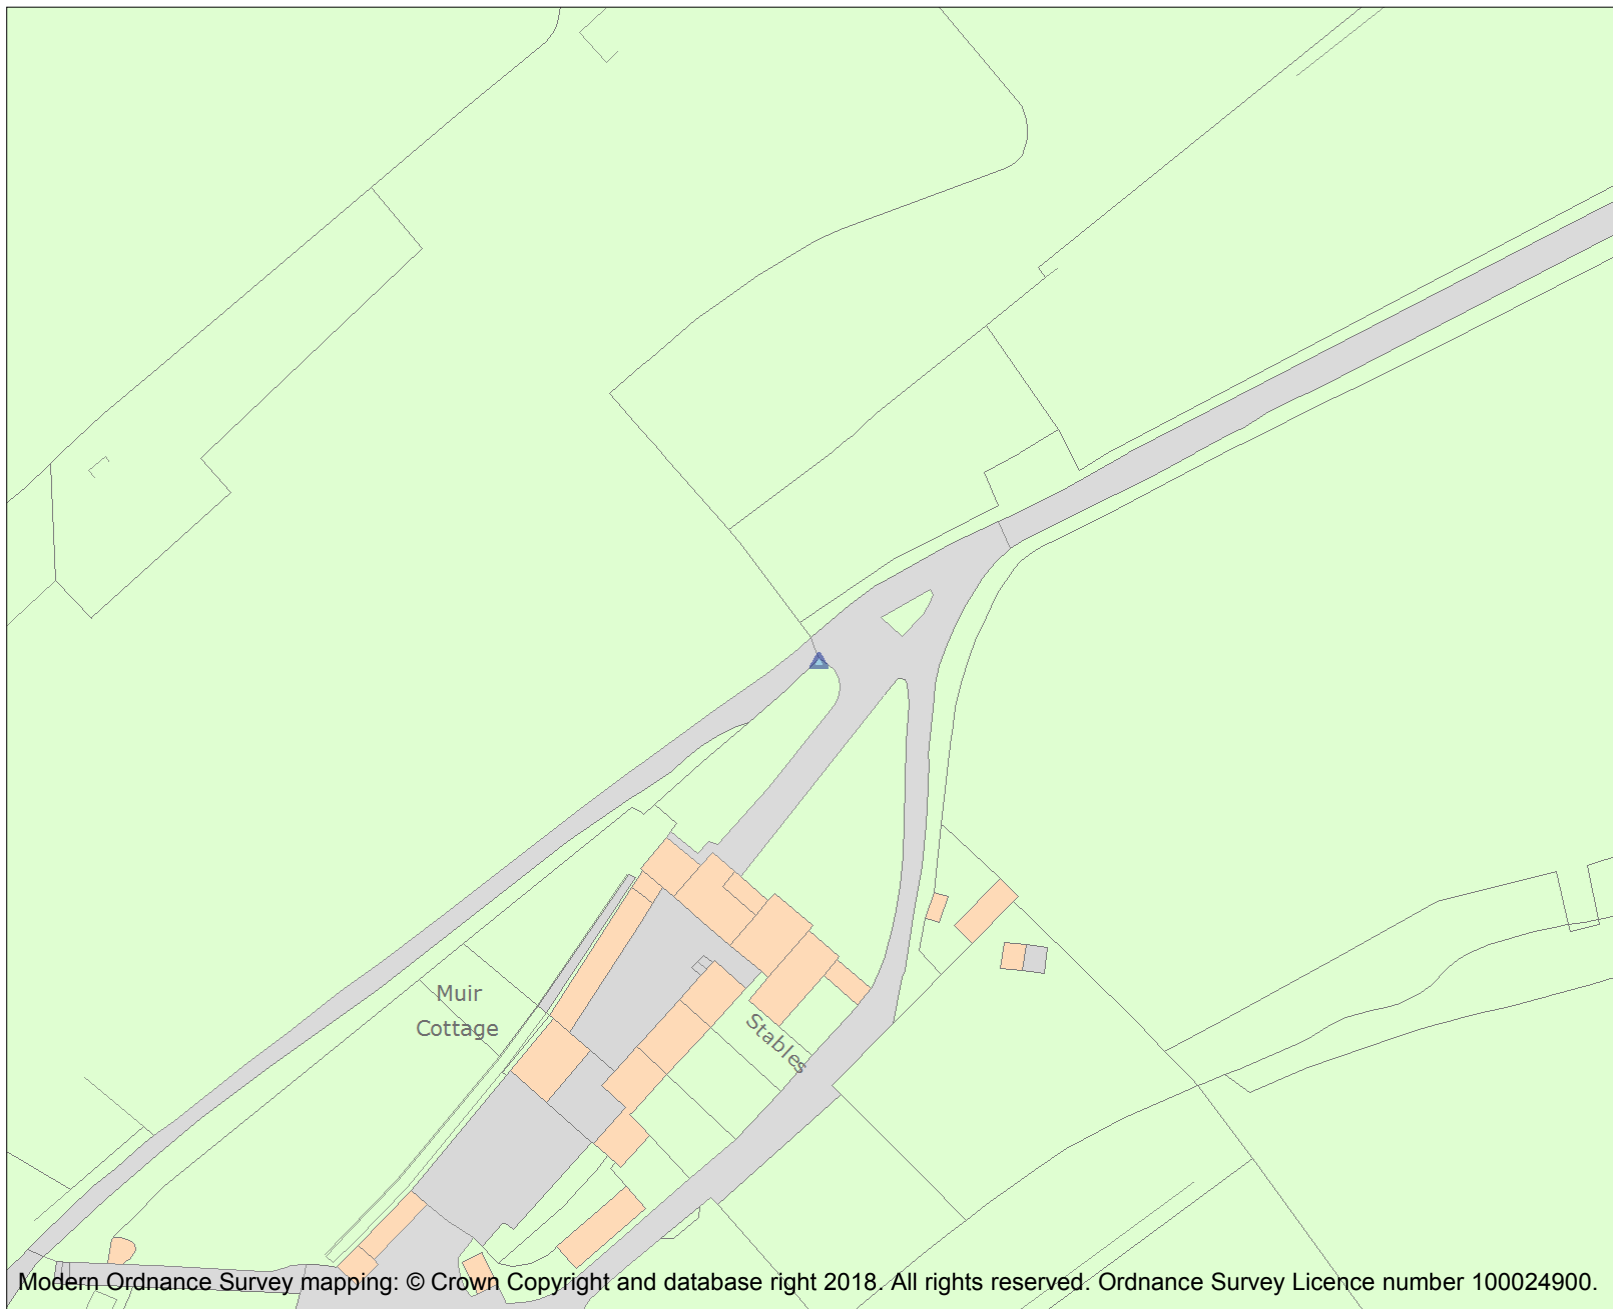 Muir
Cottage
Stables
Modern Ordnance Survey mapping: © Crown Copyright and database right 2018. All rights reserved. Ordnance Survey Licence number 100024900.